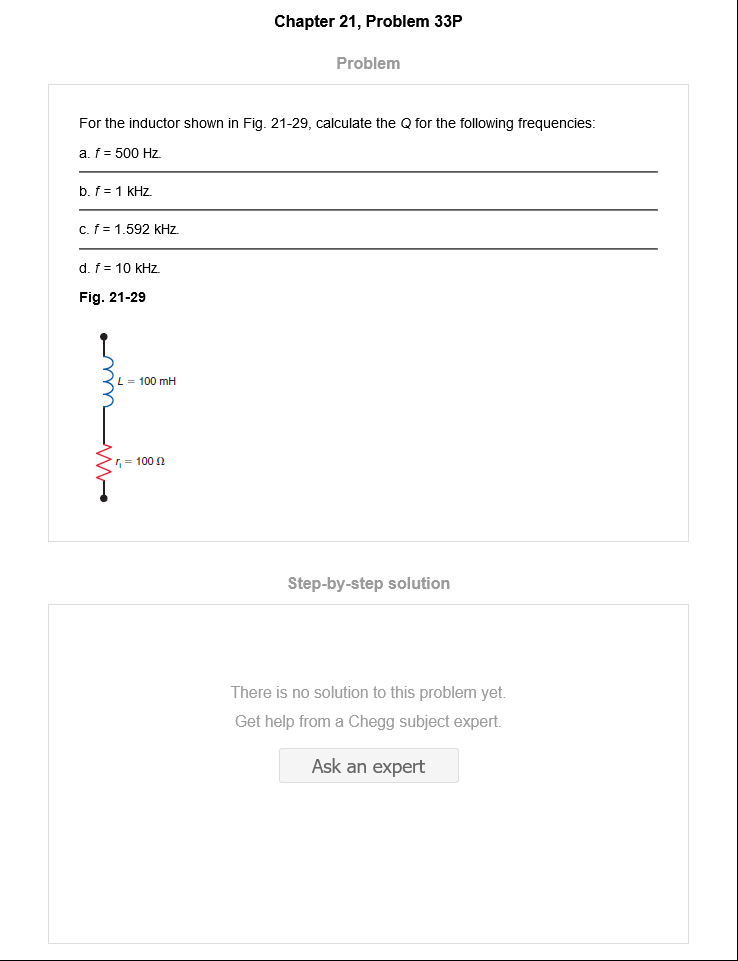 Chapter 21, Problem 33P
Problem
For the inductor shown in Fig. 21-29, calculate the Q for the following frequencies:
a. f = 500 Hz.
b. f = 1 kHz.
c. f = 1.592 kHz.
d. f = 10 kHz.
Fig. 21-29
L = 100 mH
rᵢ = 100 Ω
Step-by-step solution
There is no solution to this problem yet.
Get help from a Chegg subject expert.
Ask an expert